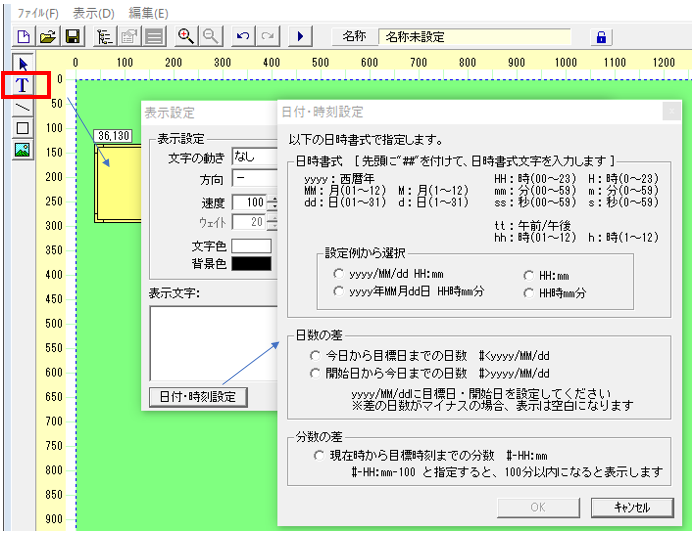 ファイル(F) 表示(D) 編集(E)
名称 名称未設定
0 100 200 300 400 500 600 700 800 900 1000 1100 1200
T
0
50
100
150
200
250
300
350
400
450
500
550
600
650
700
750
800
850
900
36,130
表示設定
表示設定
文字の動き なし
方向 −
速度 100
ウェイト 20
文字色
背景色
表示文字:
日付・時刻設定
日付・時刻設定
以下の日時書式で指定します。
日時書式 [ 先頭に"##"を付けて、日時書式文字を入力します ]
yyyy：西暦年 HH：時(00～23) H：時(0～23)
MM：月(01～12) M：月(1～12) mm：分(00～59) m：分(0～59)
dd：日(01～31) d：日(1～31) ss：秒(00～59) s：秒(0～59)
tt：午前/午後
hh：時(01～12) h：時(1～12)
設定例から選択
yyyy/MM/dd HH:mm HH:mm
yyyy年MM月dd日 HH時mm分 HH時mm分
日数の差
今日から目標日までの日数 #<yyyy/MM/dd
開始日から今日までの日数 #>yyyy/MM/dd
yyyy/MM/ddに目標日・開始日を設定してください
※差の日数がマイナスの場合、表示は空白になります
分数の差
現在時から目標時刻までの分数 #-HH:mm
#-HH:mm-100 と指定すると、100分以内になると表示します
OK キャンセル